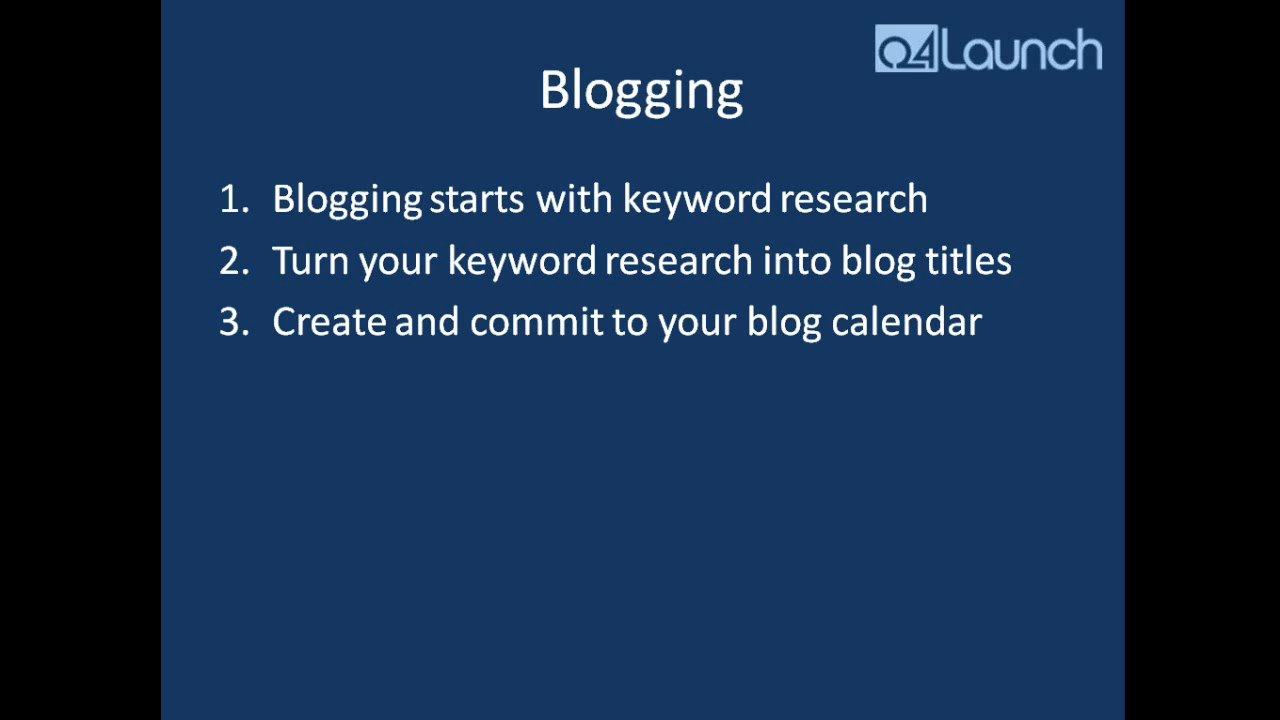 Q4Launch
Blogging
1. Blogging starts with keyword research
2. Turn your keyword research into blog titles
3. Create and commit to your blog calendar